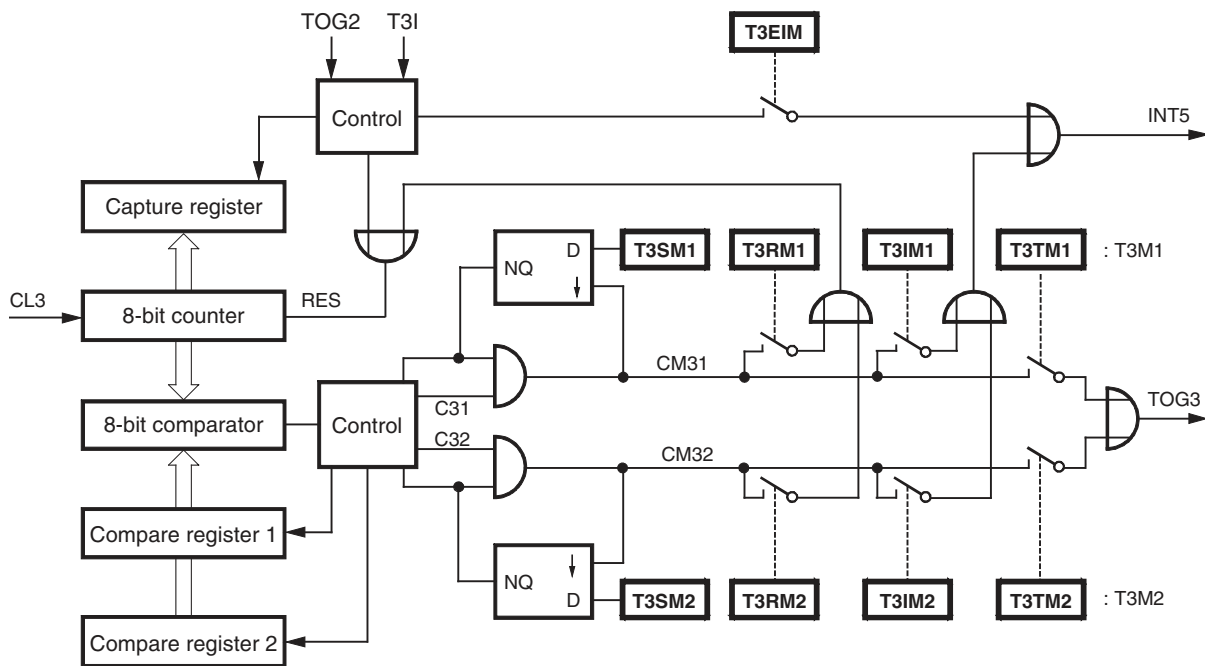 TOG2 T3I
T3EIM
Control
INT5
Capture register
NQ D
T3SM1
T3RM1
T3IM1
T3TM1
: T3M1
CL3
8-bit counter
RES
CM31
8-bit comparator
Control
C31
C32
TOG3
CM32
Compare register 1
NQ
D
T3SM2
T3RM2
T3IM2
T3TM2
: T3M2
Compare register 2